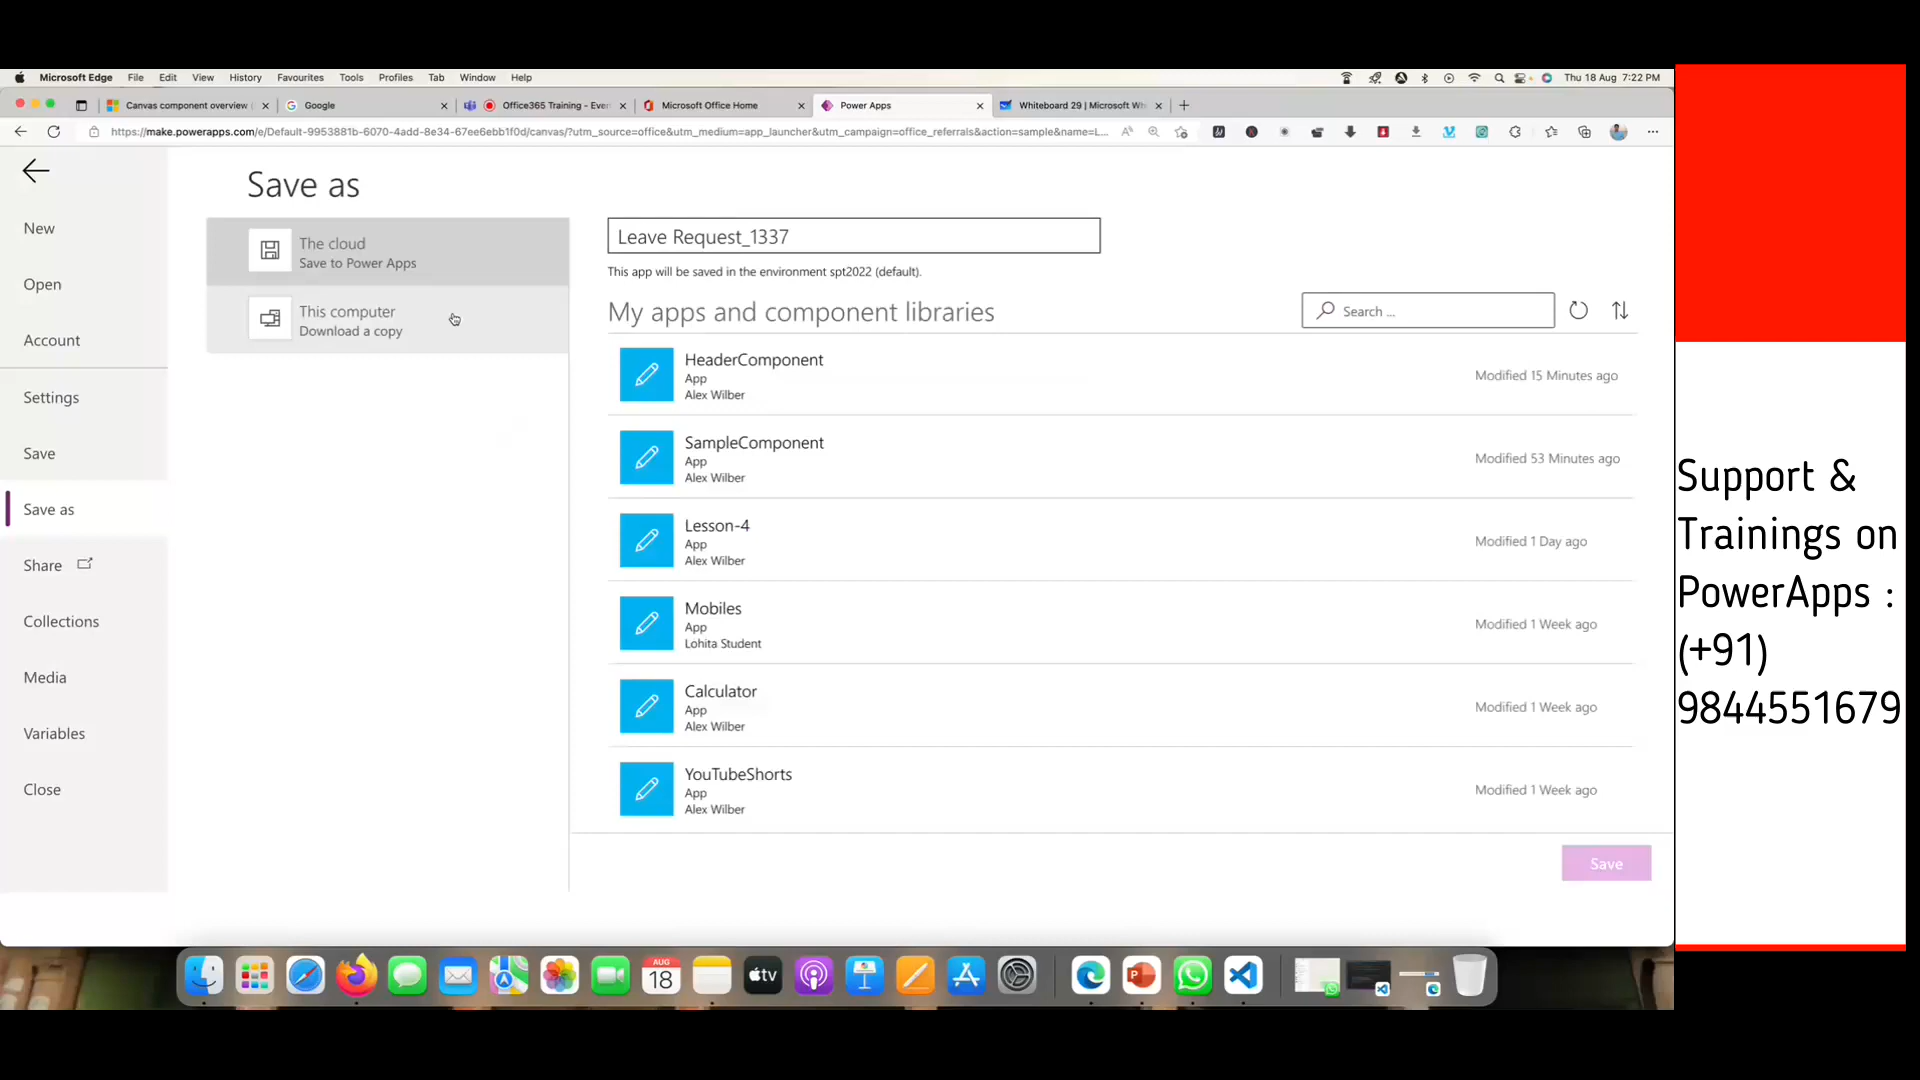 Microsoft Edge File Edit View History Favourites Tools Profiles Tab Window Help Thu 18 Aug 7:22 PM
Canvas component overview Google Office365 Training - Ever Microsoft Office Home Power Apps Whiteboard 29 | Microsoft Wh
https://make.powerapps.com/e/Default-9953881b-6070-4add-8e34-67ee6ebb1f0d/canvas/?utm_source=office&utm_medium=app_launcher&utm_campaign=office_referrals&action=sample&name=L...
New
Open
Account
Settings
Save
Save as
Share
Collections
Media
Variables
Close
Save as
The cloud
Save to Power Apps
This computer
Download a copy
Leave Request_1337
This app will be saved in the environment spt2022 (default).
My apps and component libraries
Search ...
HeaderComponent
App
Alex Wilber
Modified 15 Minutes ago
SampleComponent
App
Alex Wilber
Modified 53 Minutes ago
Lesson-4
App
Alex Wilber
Modified 1 Day ago
Mobiles
App
Lohita Student
Modified 1 Week ago
Calculator
App
Alex Wilber
Modified 1 Week ago
YouTubeShorts
App
Alex Wilber
Modified 1 Week ago
Save
Support &
Trainings on
PowerApps :
(+91)
9844551679
AUG
18
tv